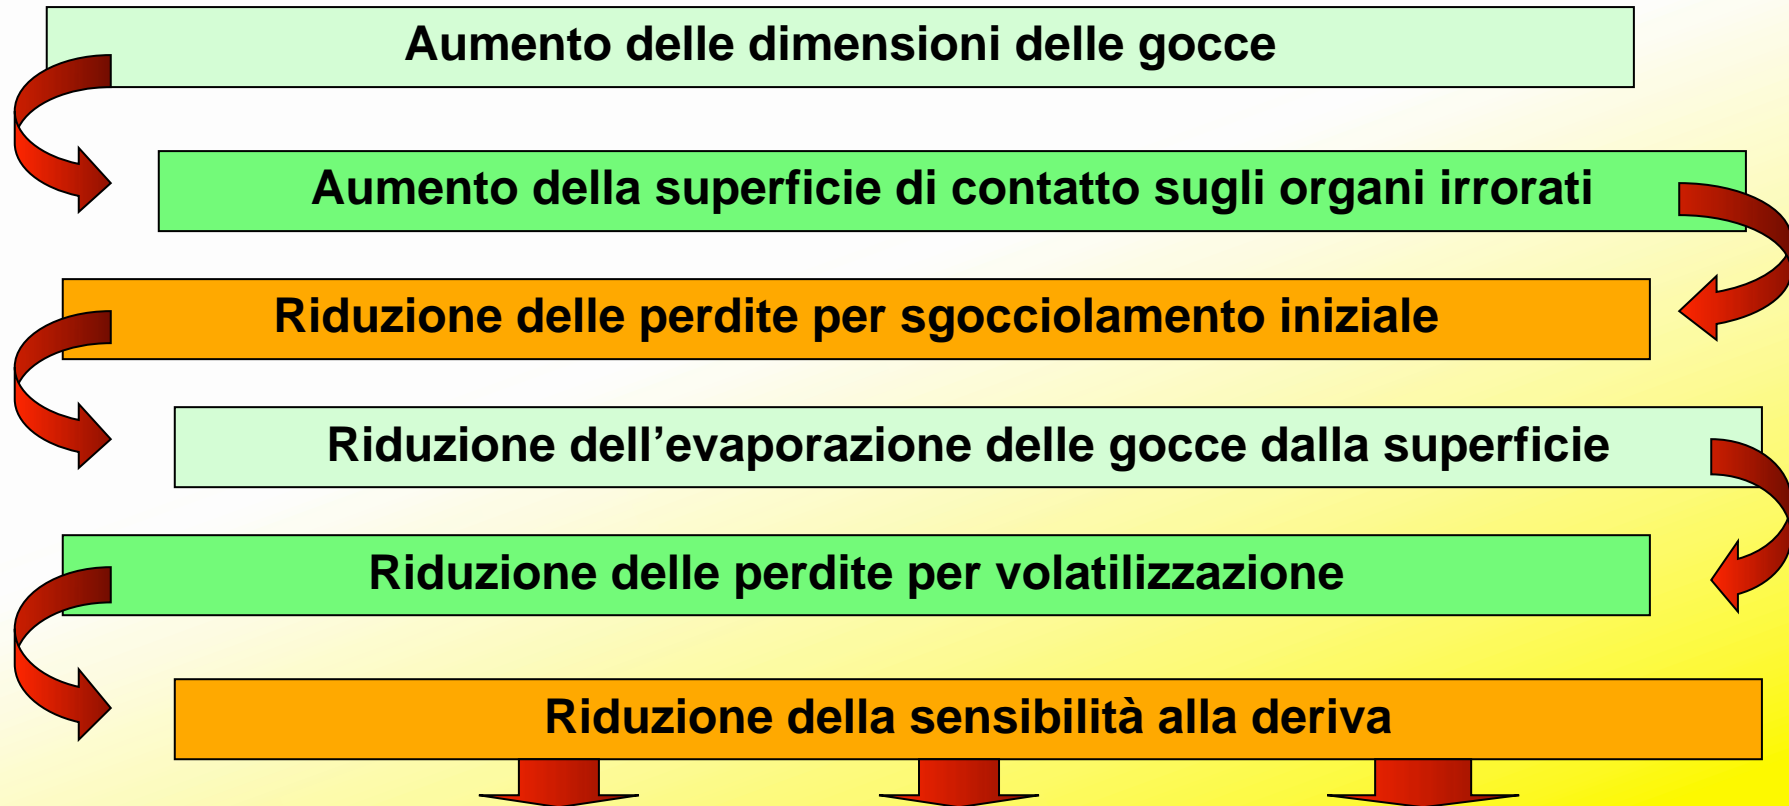 Aumento delle dimensioni delle gocce
Aumento della superficie di contatto sugli organi irrorati
Riduzione delle perdite per sgocciolamento iniziale
Riduzione dell’evaporazione delle gocce dalla superficie
Riduzione delle perdite per volatilizzazione
Riduzione della sensibilità alla deriva